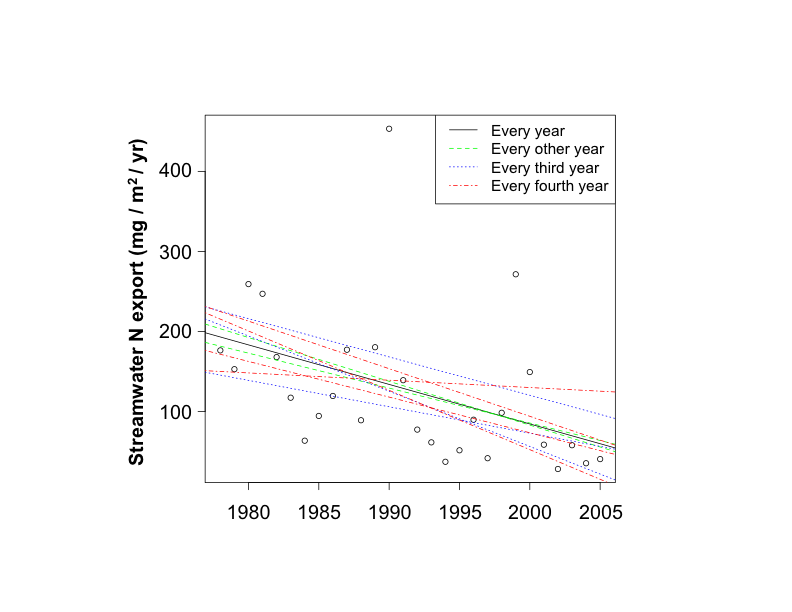 Every year
Every other year
Every third year
Every fourth year
Streamwater N export (mg / m² / yr)
400
300
200
100
1980 1985 1990 1995 2000 2005